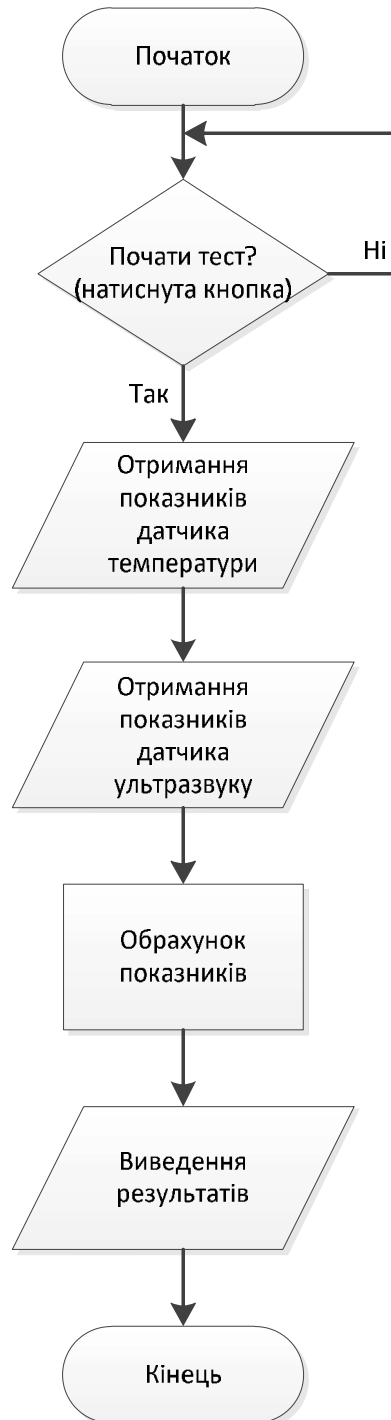 Початок
Почати тест?
(натиснута кнопка)
Ні
Так
Отримання
показників
датчика
температури
Отримання
показників
датчика
ультразвуку
Обрахунок
показників
Виведення
результатів
Кінець